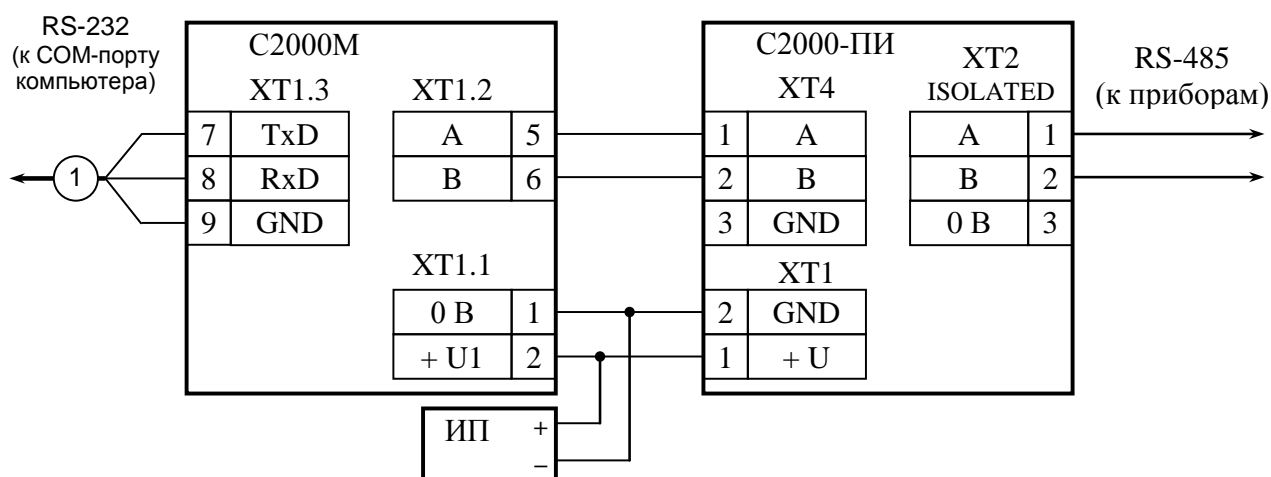 RS-232
(к COM-порту
компьютера)
1
C2000M
XT1.3
7 TxD
8 RxD
9 GND
XT1.2
A 5
B 6
XT1.1
0 В 1
+ U1 2
ИП +
–
С2000-ПИ
XT4
1 A
2 B
3 GND
XT1
2 GND
1 + U
XT2
ISOLATED
A 1
B 2
0 В 3
RS-485
(к приборам)